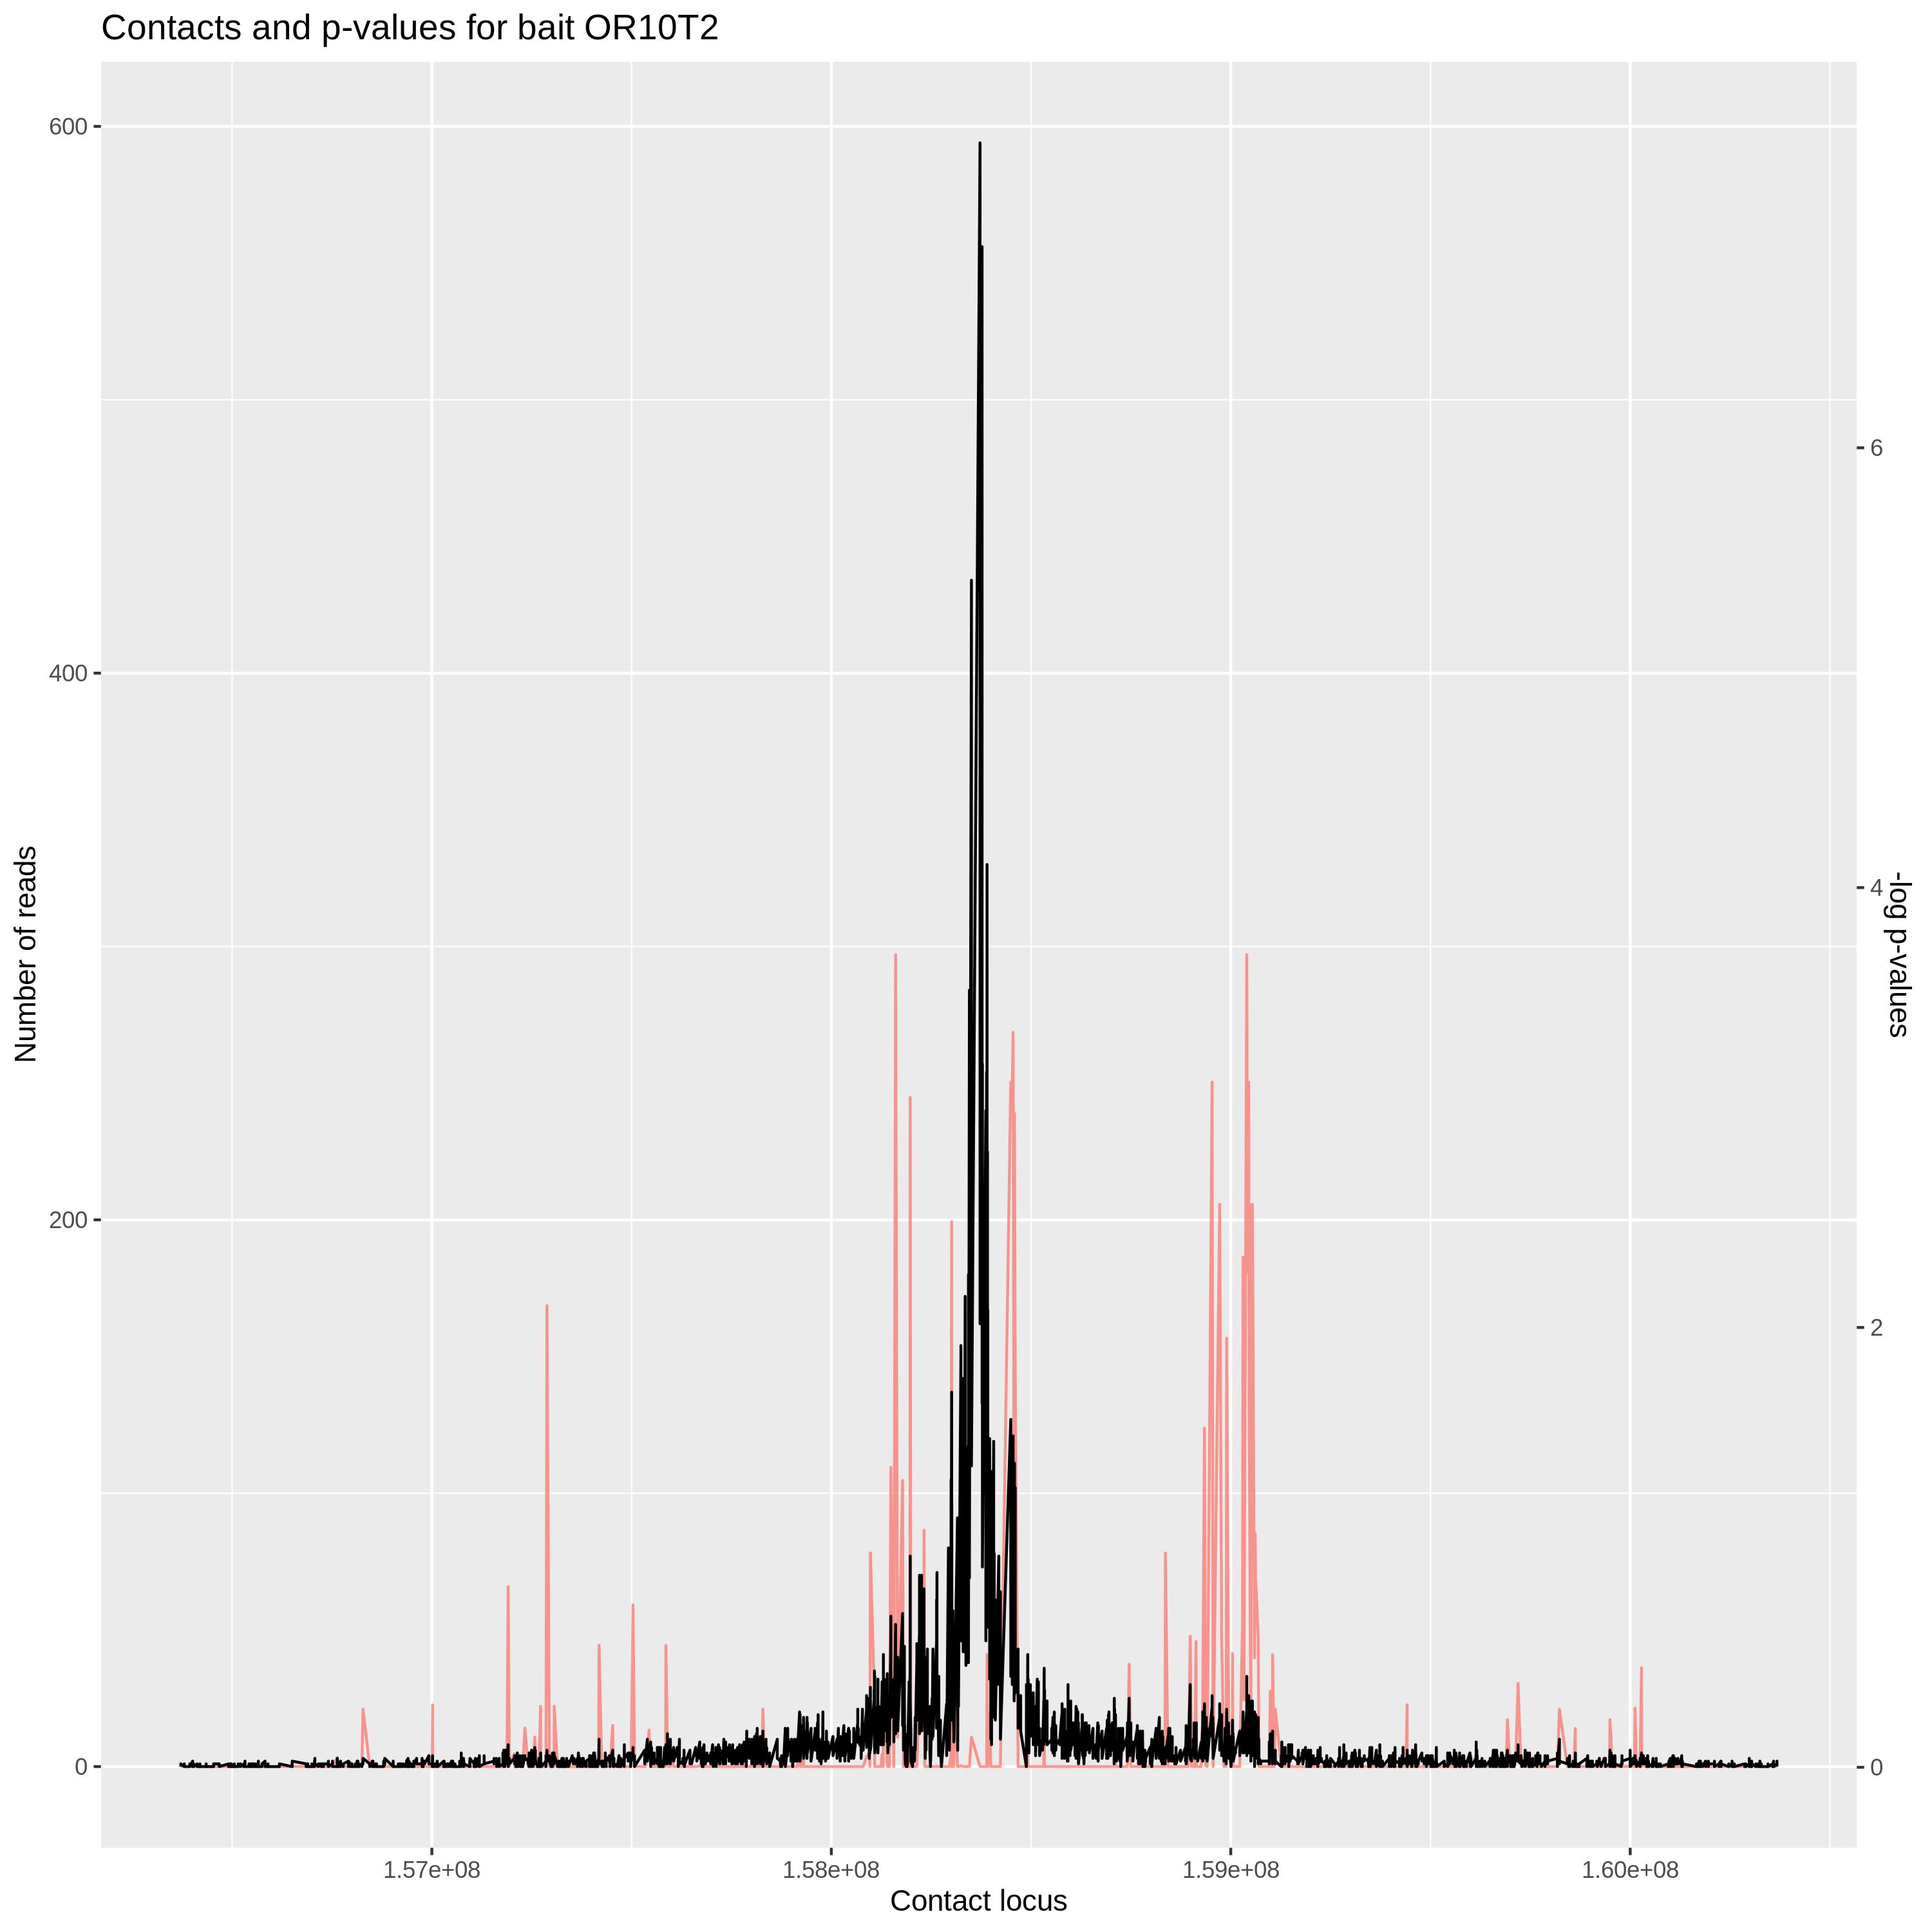 Contacts and p-values for bait OR10T2
600
400
200
0
Number of reads
6
4
2
0
-log p-values
1.57e+08
1.58e+08
1.59e+08
1.60e+08
Contact locus